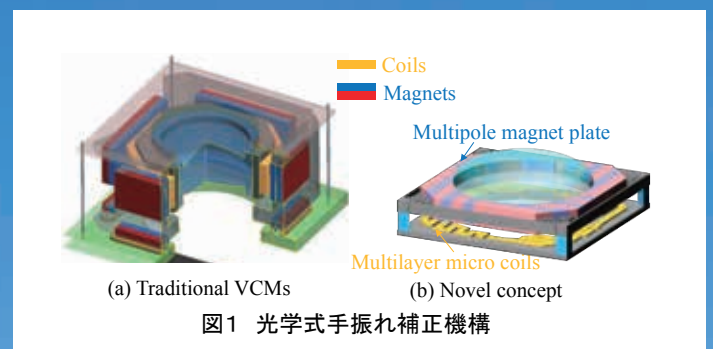 Coils
Magnets
Multipole magnet plate
Multilayer micro coils
(a) Traditional VCMs
(b) Novel concept
図1 光学式手振れ補正機構